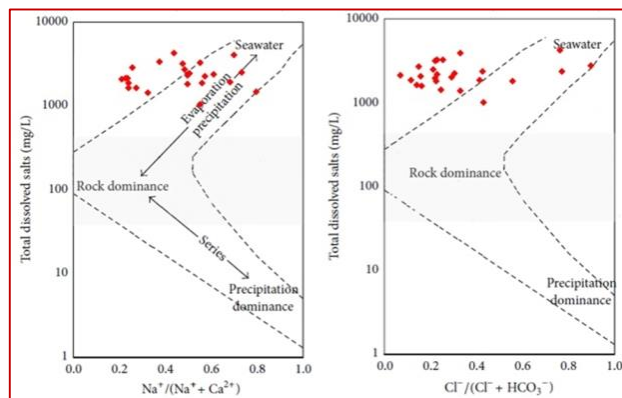 10000
1000
100
10
1
Total dissolved salts (mg/L)
Seawater
Evaporation
precipitation
Rock dominance
Series
Precipitation
dominance
0.0 0.2 0.4 0.6 0.8 1.0
Na⁺/(Na⁺+ Ca²⁺)
10000
1000
100
10
1
Total dissolved salts (mg/L)
Seawater
Rock dominance
Precipitation
dominance
0.0 0.2 0.4 0.6 0.8 1.0
Cl⁻/(Cl⁻ + HCO₃⁻)